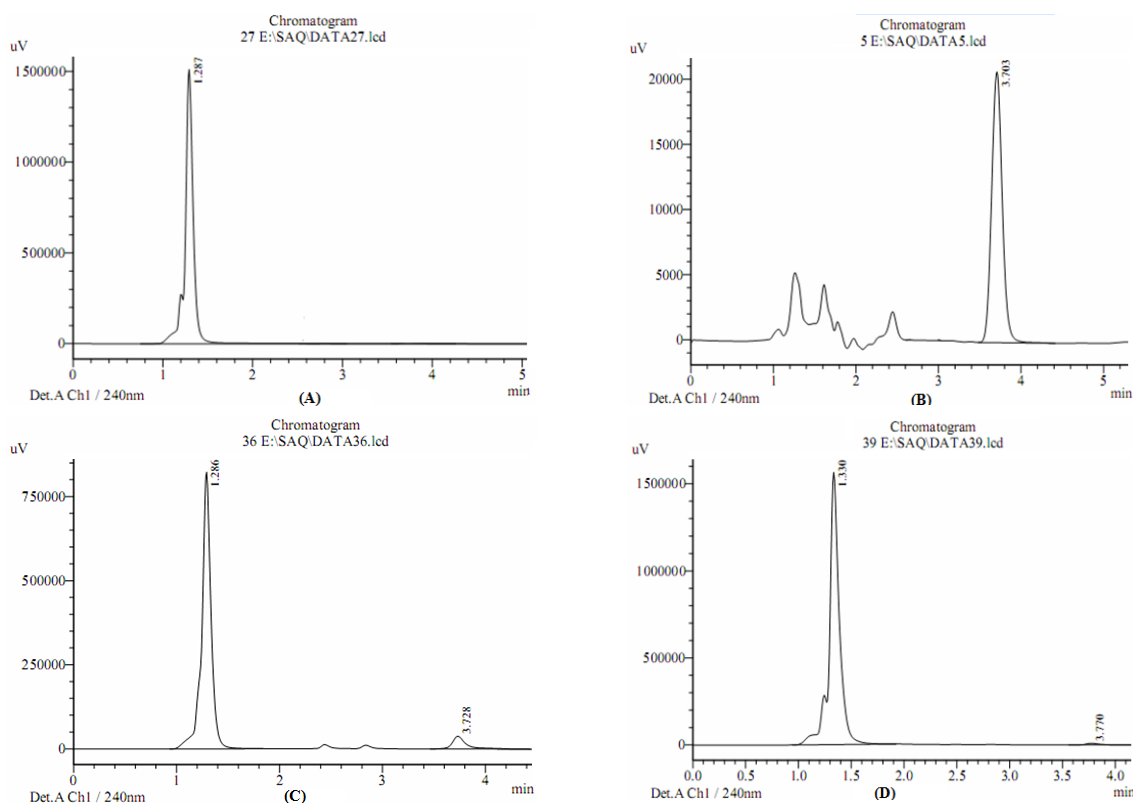 Chromatogram
27 E:\SAQ\DATA27.lcd
uV
1500000
1000000
500000
0
1.287
0 1 2 3 4 5
min
Det.A Ch1 / 240nm
(A)
Chromatogram
5 E:\SAQ\DATA5.lcd
uV
20000
15000
10000
5000
0
3.703
0 1 2 3 4 5
min
Det.A Ch1 / 240nm
(B)
Chromatogram
36 E:\SAQ\DATA36.lcd
uV
750000
500000
250000
0
1.286
3.728
0 1 2 3 4
min
Det.A Ch1 / 240nm
(C)
Chromatogram
39 E:\SAQ\DATA39.lcd
uV
1500000
1000000
500000
0
1.330
3.770
0.0 0.5 1.0 1.5 2.0 2.5 3.0 3.5 4.0
min
Det.A Ch1 / 240nm
(D)